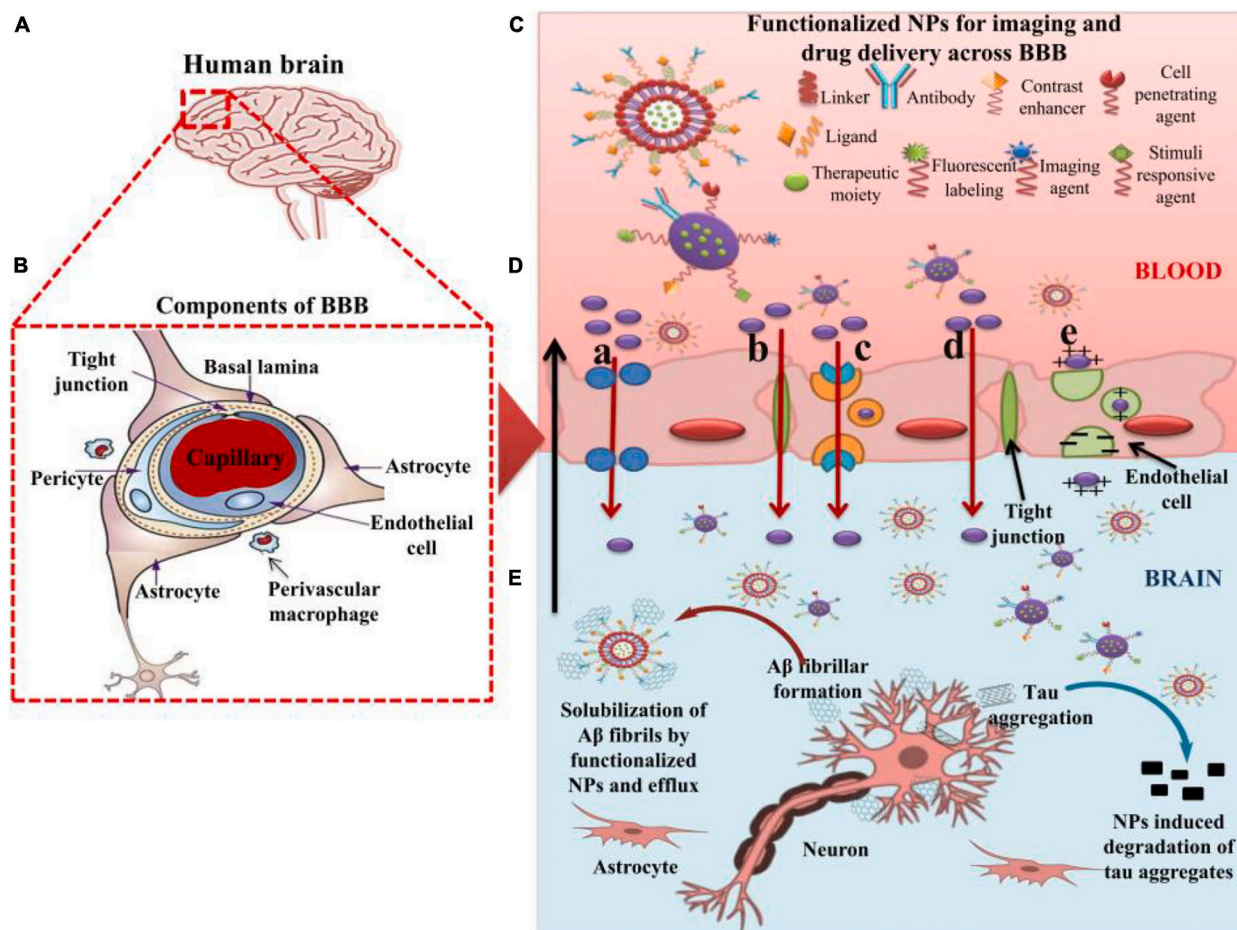 A
Human brain
B
Components of BBB
Tight
junction
Basal lamina
Capillary
Pericyte
Astrocyte
Endothelial
cell
Astrocyte
Perivascular
macrophage
C
Functionalized NPs for imaging and
drug delivery across BBB
Linker
Antibody
Contrast
enhancer
Cell
penetrating
agent
Ligand
Therapeutic
moiety
Fluorescent
labeling
Imaging
agent
Stimuli
responsive
agent
D
BLOOD
a
b
c
d
e
Tight
junction
Endothelial
cell
BRAIN
E
Aβ fibrillar
formation
Tau
aggregation
Solubilization of
Aβ fibrils by
functionalized
NPs and efflux
Astrocyte
Neuron
NPs induced
degradation of
tau aggregates